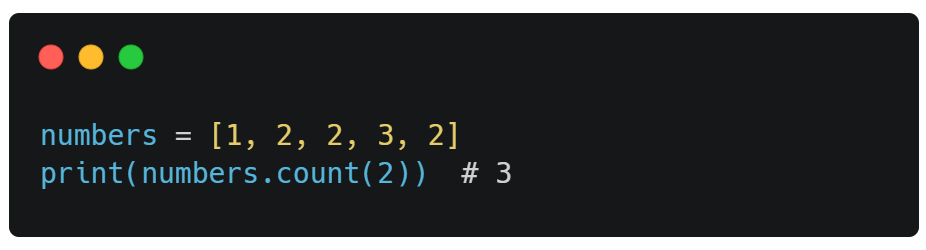 numbers = [1, 2, 2, 3, 2]
print(numbers.count(2))  # 3